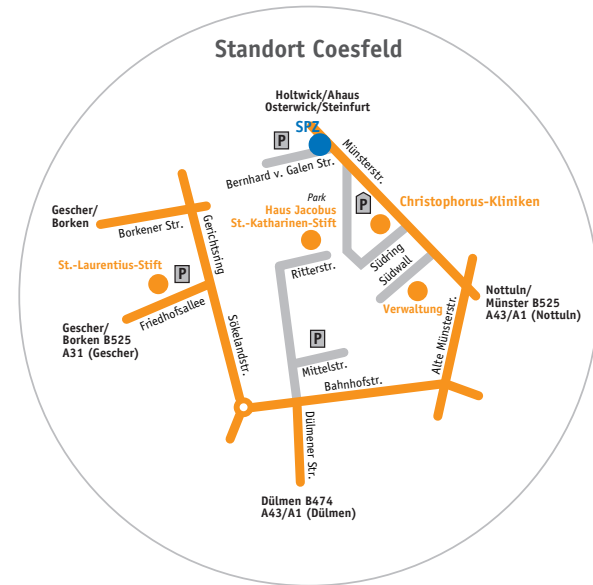 Standort Coesfeld
Holtwick/Ahaus
Osterwick/Steinfurt
SPZ
P
Münsterstr.
Bernhard v. Galen Str.
Park
Haus Jacobus
St.-Katharinen-Stift
P
Christophorus-Kliniken
Gescher/
Borken
Borkener Str.
Gerichtsring
St.-Laurentius-Stift
P
Ritterstr.
Südring
Südwall
Verwaltung
Nottuln/
Münster B525
A43/A1 (Nottuln)
Friedhofsallee
Gescher/
Borken B525
A31 (Gescher)
Sökelandstr.
P
Mittelstr.
Alte Münsterstr.
Bahnhofstr.
Dülmener Str.
Dülmen B474
A43/A1 (Dülmen)